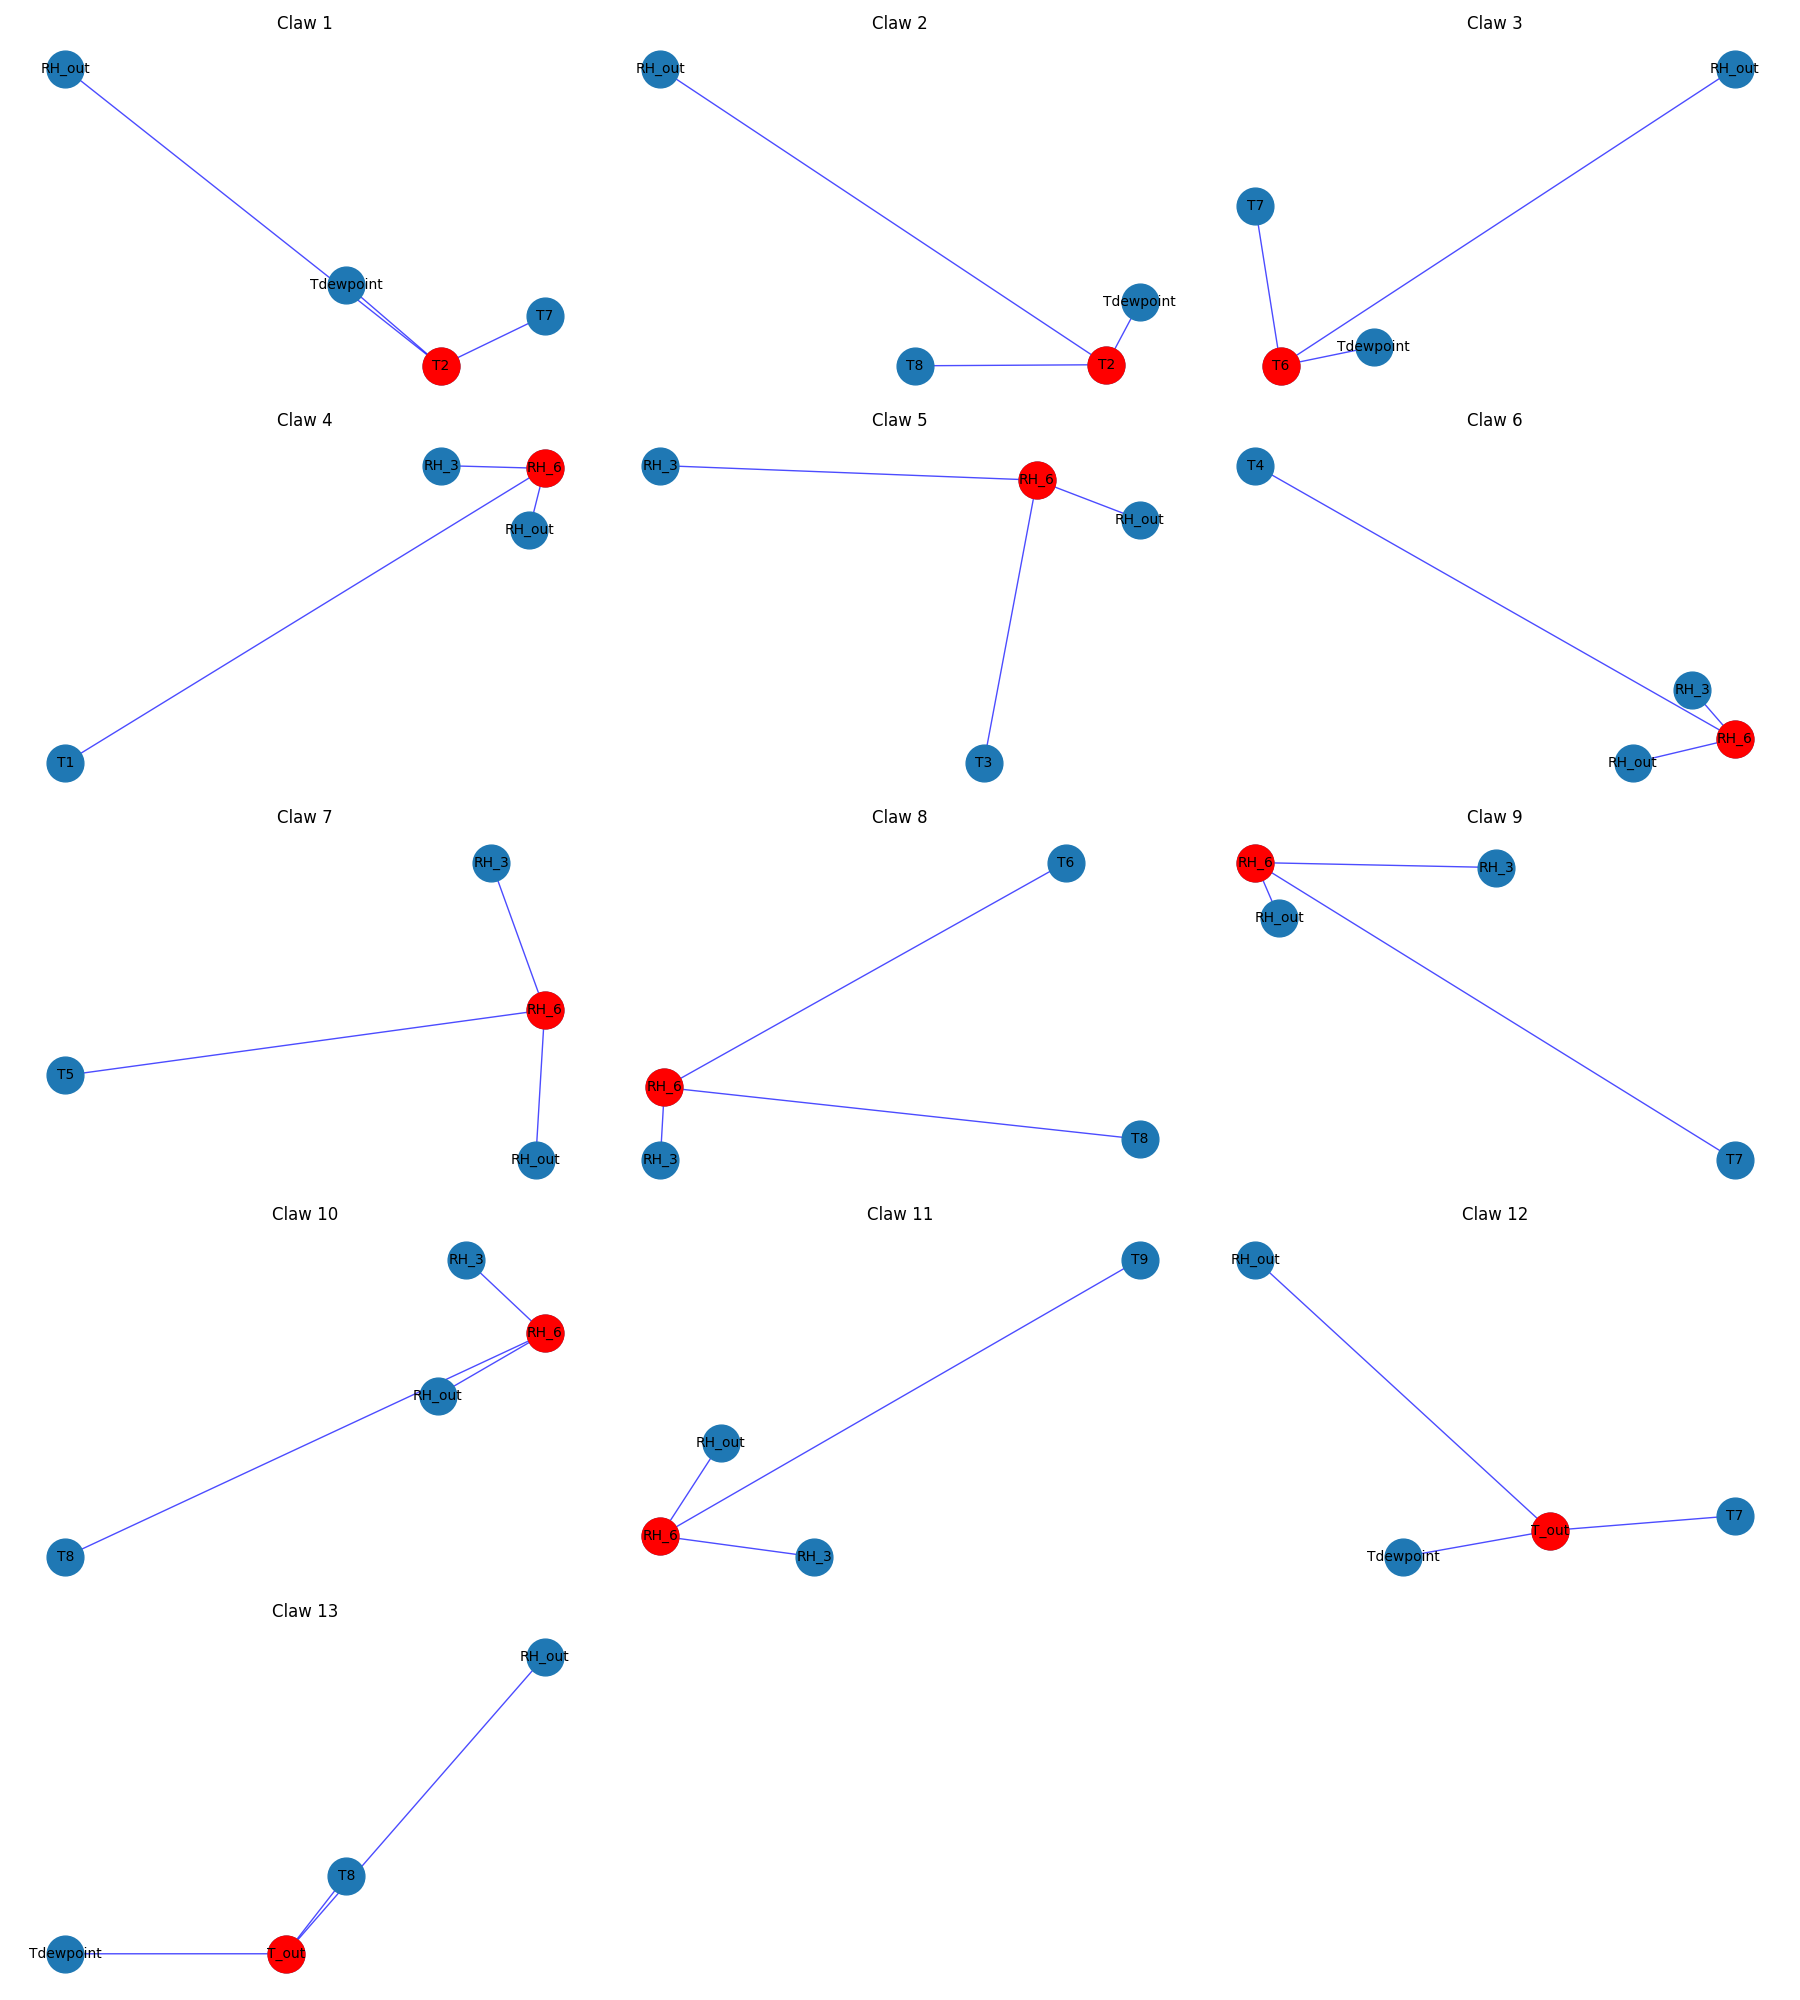 Claw 1
RH_out
Tdewpoint
T7
T2
Claw 2
RH_out
Tdewpoint
T8
T2
Claw 3
RH_out
T7
Tdewpoint
T6
Claw 4
RH_3
RH_6
RH_out
T1
Claw 5
RH_3
RH_6
RH_out
T3
Claw 6
T4
RH_3
RH_6
RH_out
Claw 7
RH_3
RH_6
T5
RH_out
Claw 8
T6
RH_6
T8
RH_3
Claw 9
RH_6
RH_3
RH_out
T7
Claw 10
RH_3
RH_6
RH_out
T8
Claw 11
T9
RH_out
RH_6
RH_3
Claw 12
RH_out
T7
T_out
Tdewpoint
Claw 13
RH_out
T8
Tdewpoint
T_out